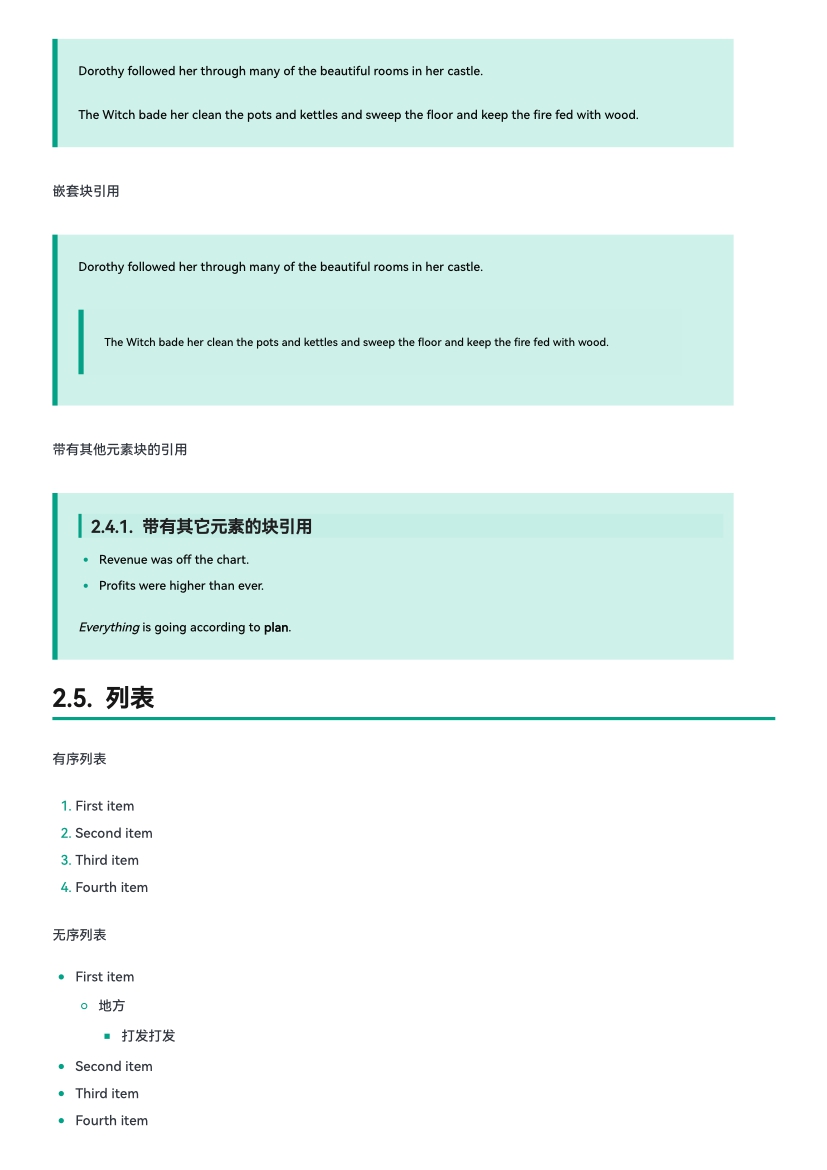 Dorothy followed her through many of the beautiful rooms in her castle.
The Witch bade her clean the pots and kettles and sweep the floor and keep the fire fed with wood.
嵌套块引用
Dorothy followed her through many of the beautiful rooms in her castle.
The Witch bade her clean the pots and kettles and sweep the floor and keep the fire fed with wood.
带有其他元素块的引用
2.4.1. 带有其它元素的块引用
• Revenue was off the chart.
• Profits were higher than ever.
Everything is going according to plan.
2.5. 列表
有序列表
1. First item
2. Second item
3. Third item
4. Fourth item
无序列表
• First item
○ 地方
▪ 打发打发
• Second item
• Third item
• Fourth item